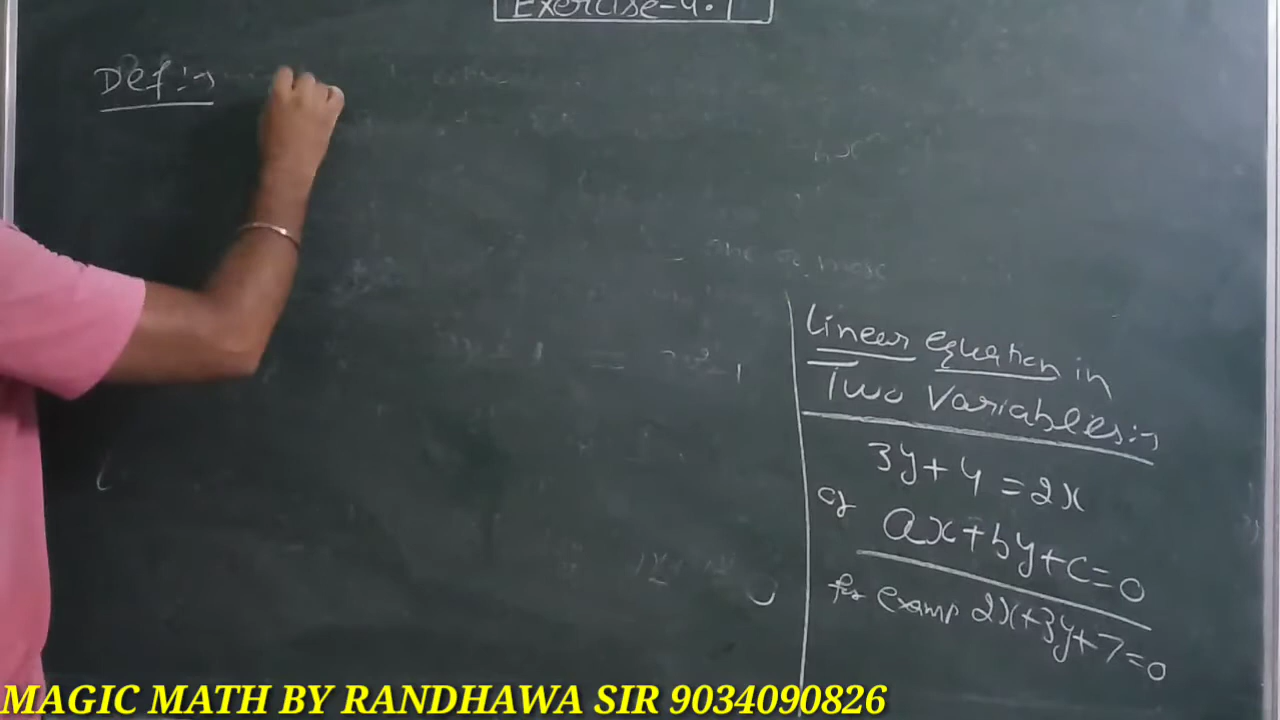 Exercise-4.1
Def:→
Linear equation in
Two Variables:→
3y+4=2x
or
ax+by+c=0
for examp 2x+3y+7=0
MAGIC MATH BY RANDHAWA SIR 9034090826